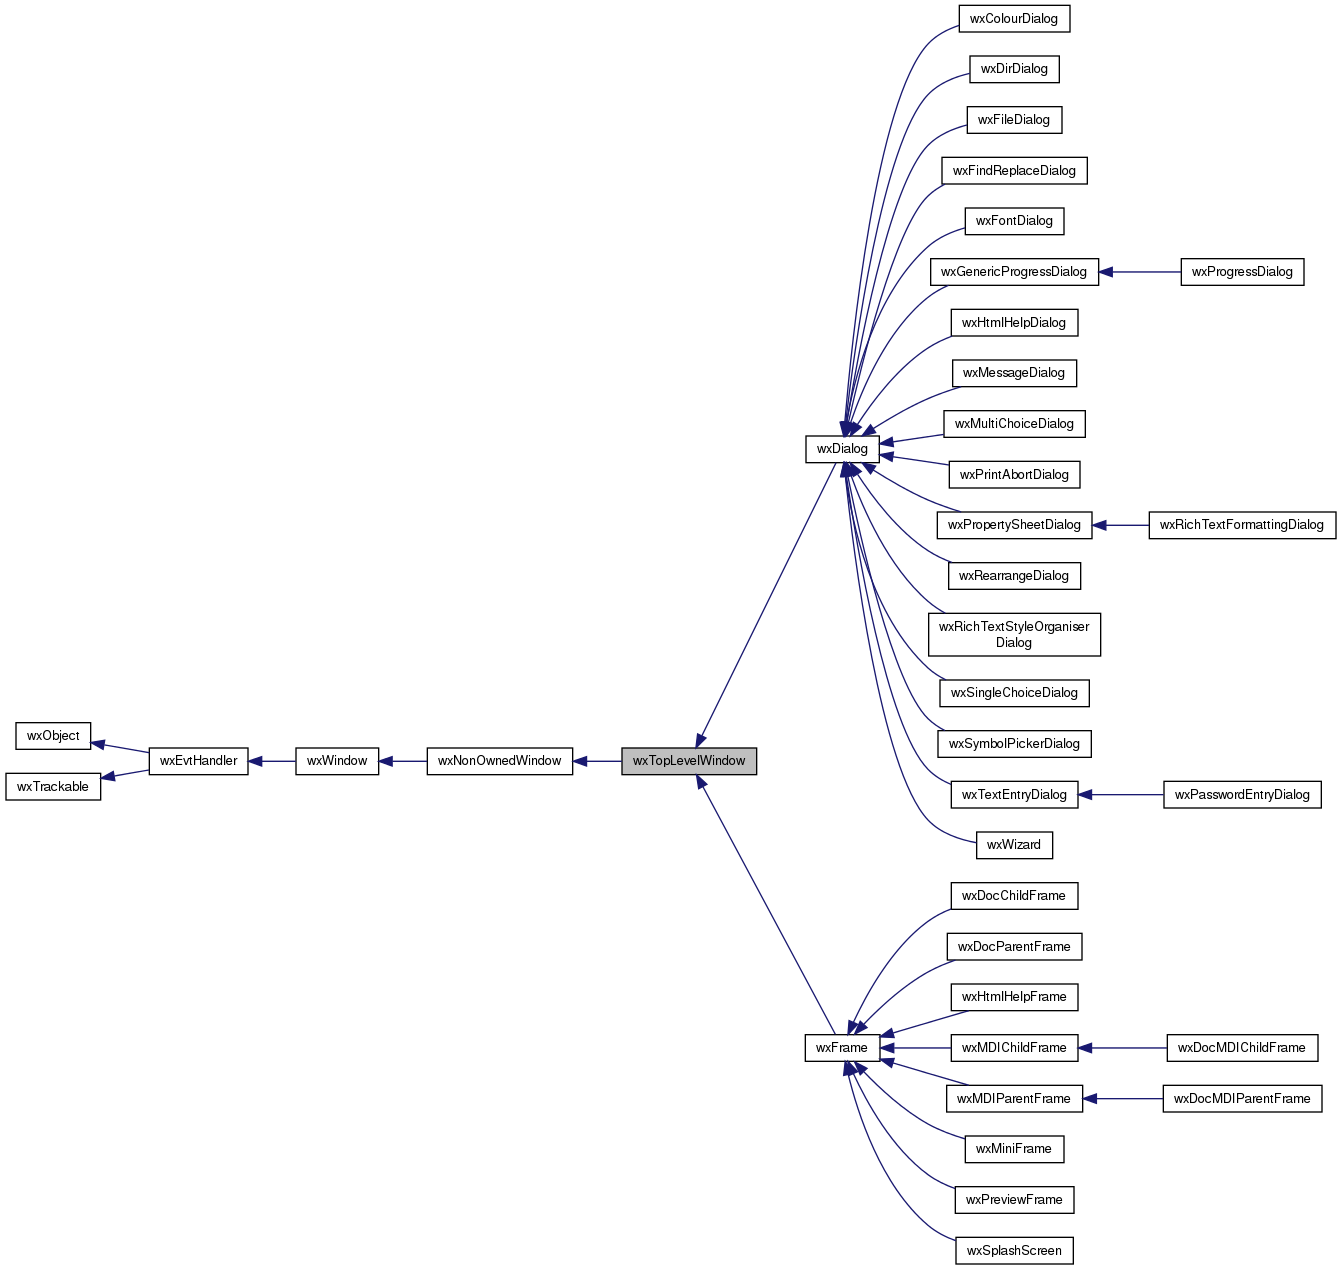 wxColourDialog
wxDirDialog
wxFileDialog
wxFindReplaceDialog
wxFontDialog
wxGenericProgressDialog
wxProgressDialog
wxHtmlHelpDialog
wxMessageDialog
wxMultiChoiceDialog
wxDialog
wxPrintAbortDialog
wxPropertySheetDialog
wxRichTextFormattingDialog
wxRearrangeDialog
wxRichTextStyleOrganiser
Dialog
wxSingleChoiceDialog
wxObject
wxSymbolPickerDialog
wxEvtHandler
wxWindow
wxNonOwnedWindow
wxTopLevelWindow
wxTrackable
wxTextEntryDialog
wxPasswordEntryDialog
wxWizard
wxDocChildFrame
wxDocParentFrame
wxHtmlHelpFrame
wxFrame
wxMDIChildFrame
wxDocMDIChildFrame
wxMDIParentFrame
wxDocMDIParentFrame
wxMiniFrame
wxPreviewFrame
wxSplashScreen